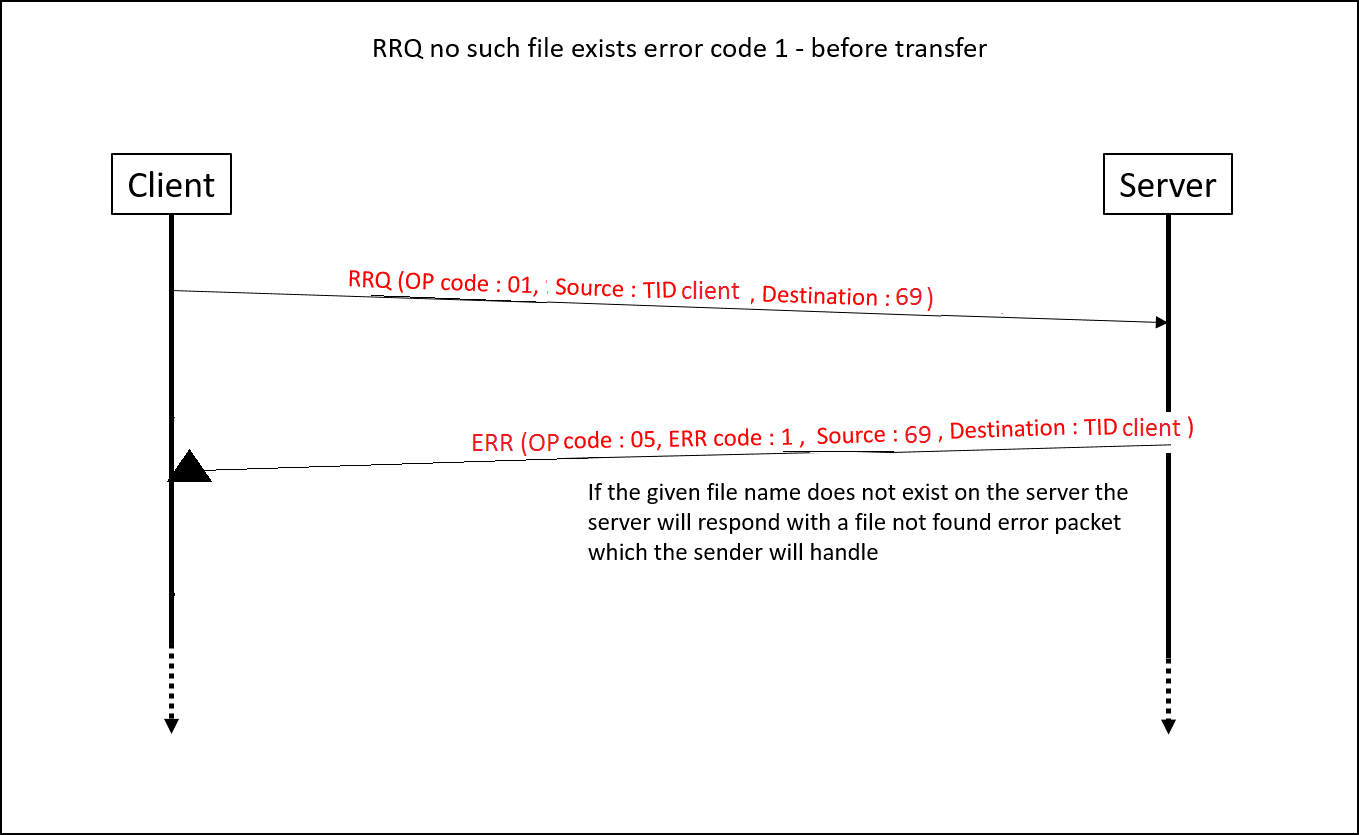 RRQ no such file exists error code 1 - before transfer
Client
Server
RRQ (OP code : 01, Source : TID client , Destination : 69 )
ERR (OP code : 05, ERR code : 1 , Source : 69 , Destination : TID client )
If the given file name does not exist on the server the
server will respond with a file not found error packet
which the sender will handle